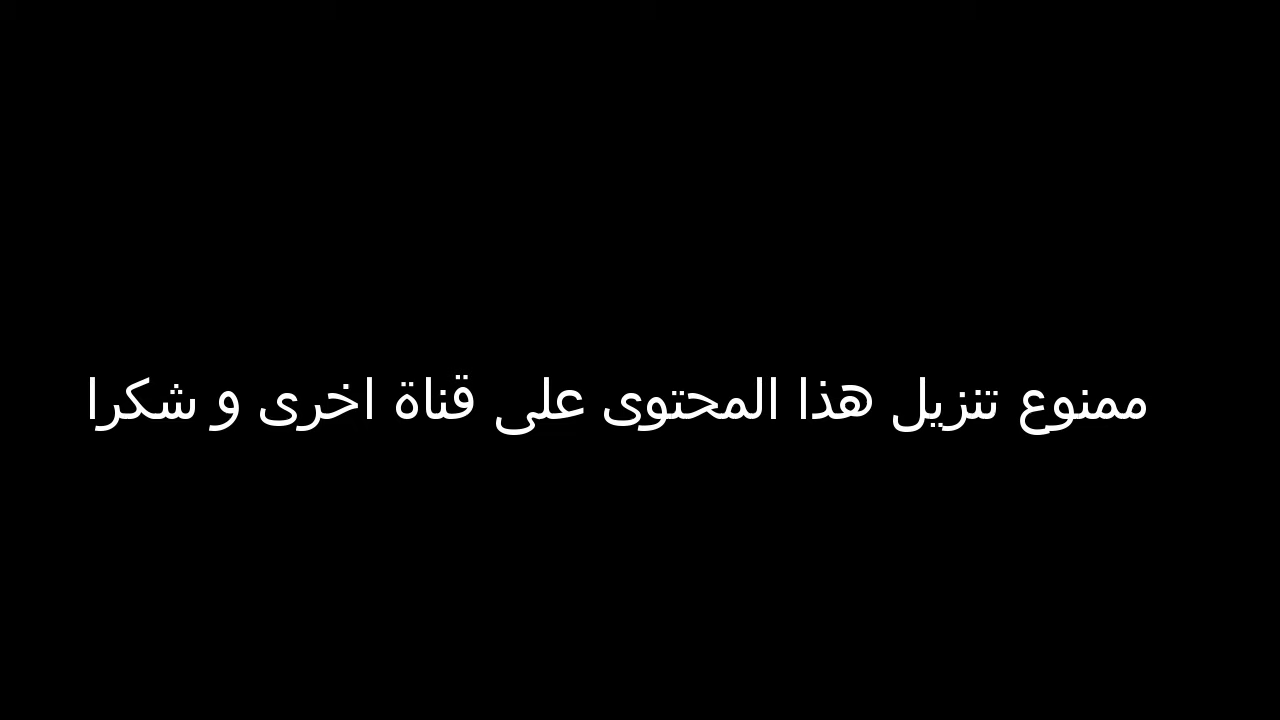 ممنوع تنزيل هذا المحتوى على قناة اخرى و شكرا